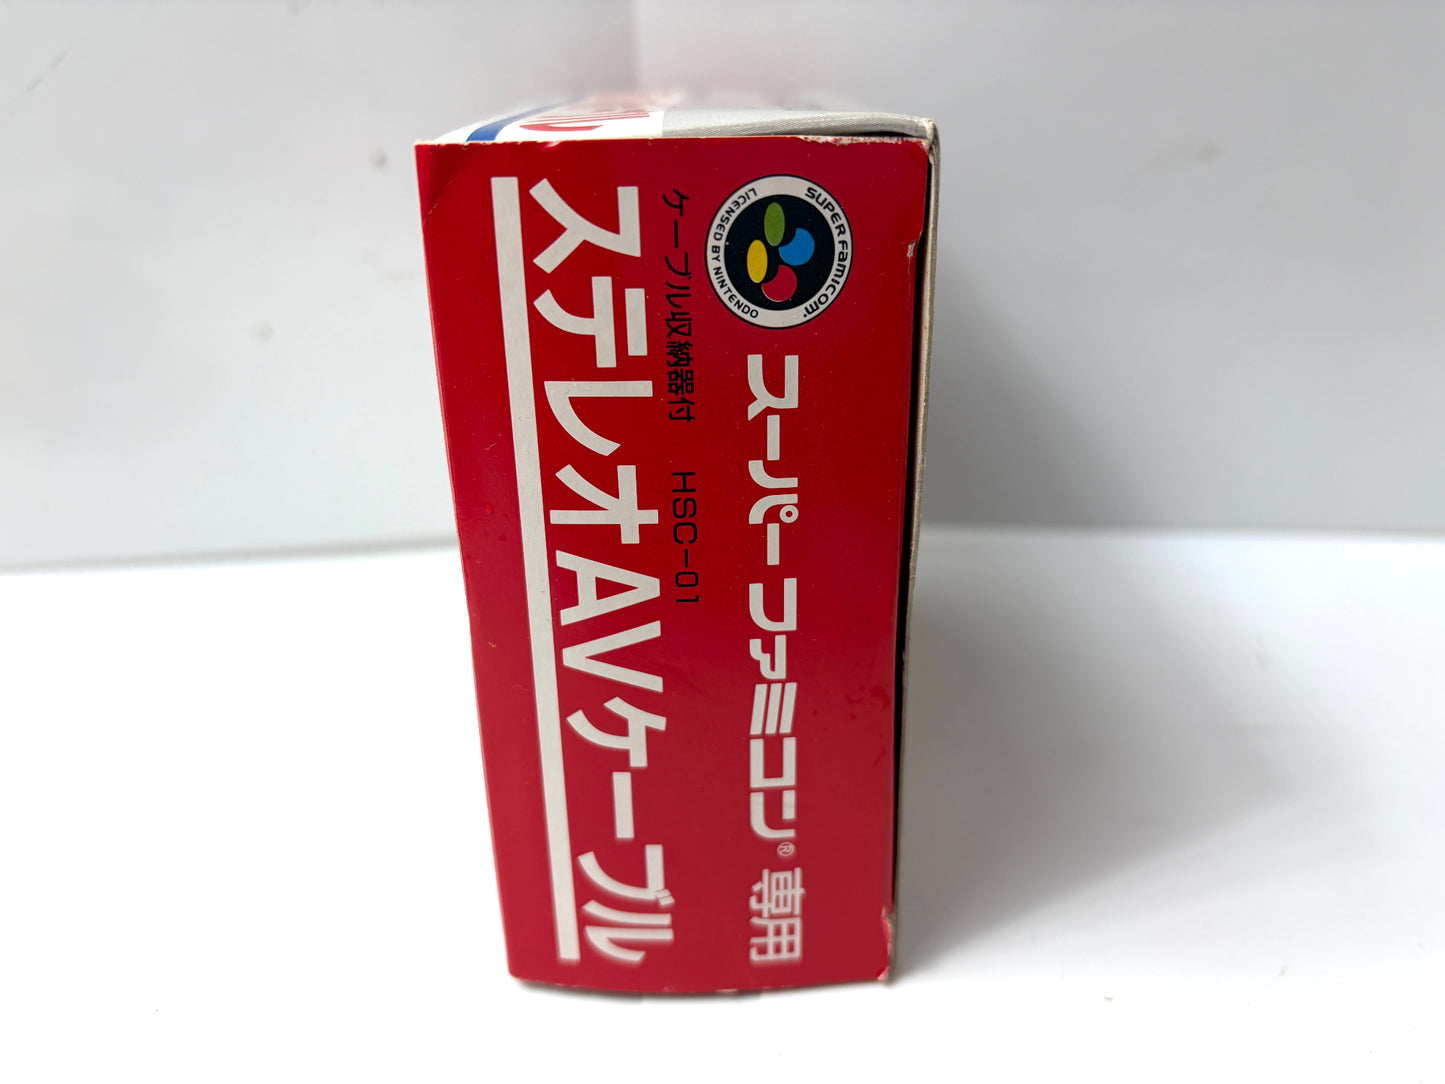 SUPER Famicom
LICENSED BY NINTENDO
スーパーファミコン® 専用
ケーブル収納器付 HSC-01
ステレオAVケーブル